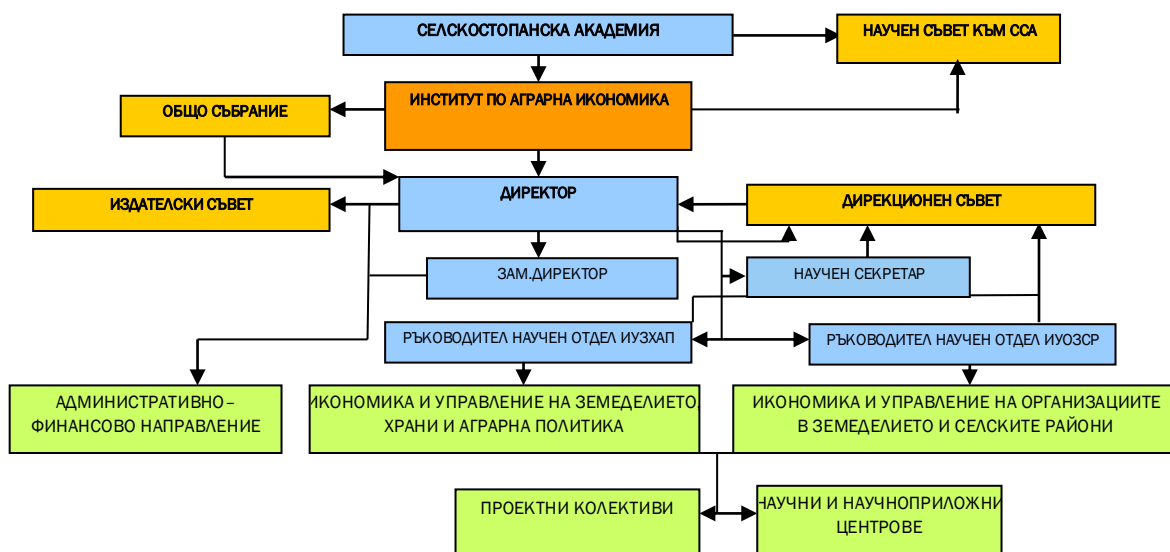 СЕЛСКОСТОПАНСКА АКАДЕМИЯ
НАУЧЕН СЪВЕТ КЪМ ССА
ИНСТИТУТ ПО АГРАРНА ИКОНОМИКА
ОБЩО СЪБРАНИЕ
ДИРЕКТОР
ИЗДАТЕЛСКИ СЪВЕТ
ДИРЕКЦИОНЕН СЪВЕТ
ЗАМ.ДИРЕКТОР
НАУЧЕН СЕКРЕТАР
РЪКОВОДИТЕЛ НАУЧЕН ОТДЕЛ ИУЗХАП
РЪКОВОДИТЕЛ НАУЧЕН ОТДЕЛ ИУОЗСР
АДМИНИСТРАТИВНО–
ФИНАНСОВО НАПРАВЛЕНИЕ
ИКОНОМИКА И УПРАВЛЕНИЕ НА ЗЕМЕДЕЛИЕТО,
ХРАНИ И АГРАРНА ПОЛИТИКА
ИКОНОМИКА И УПРАВЛЕНИЕ НА ОРГАНИЗАЦИИТЕ
В ЗЕМЕДЕЛИЕТО И СЕЛСКИТЕ РАЙОНИ
ПРОЕКТНИ КОЛЕКТИВИ
НАУЧНИ И НАУЧНОПРИЛОЖНИ
ЦЕНТРОВЕ